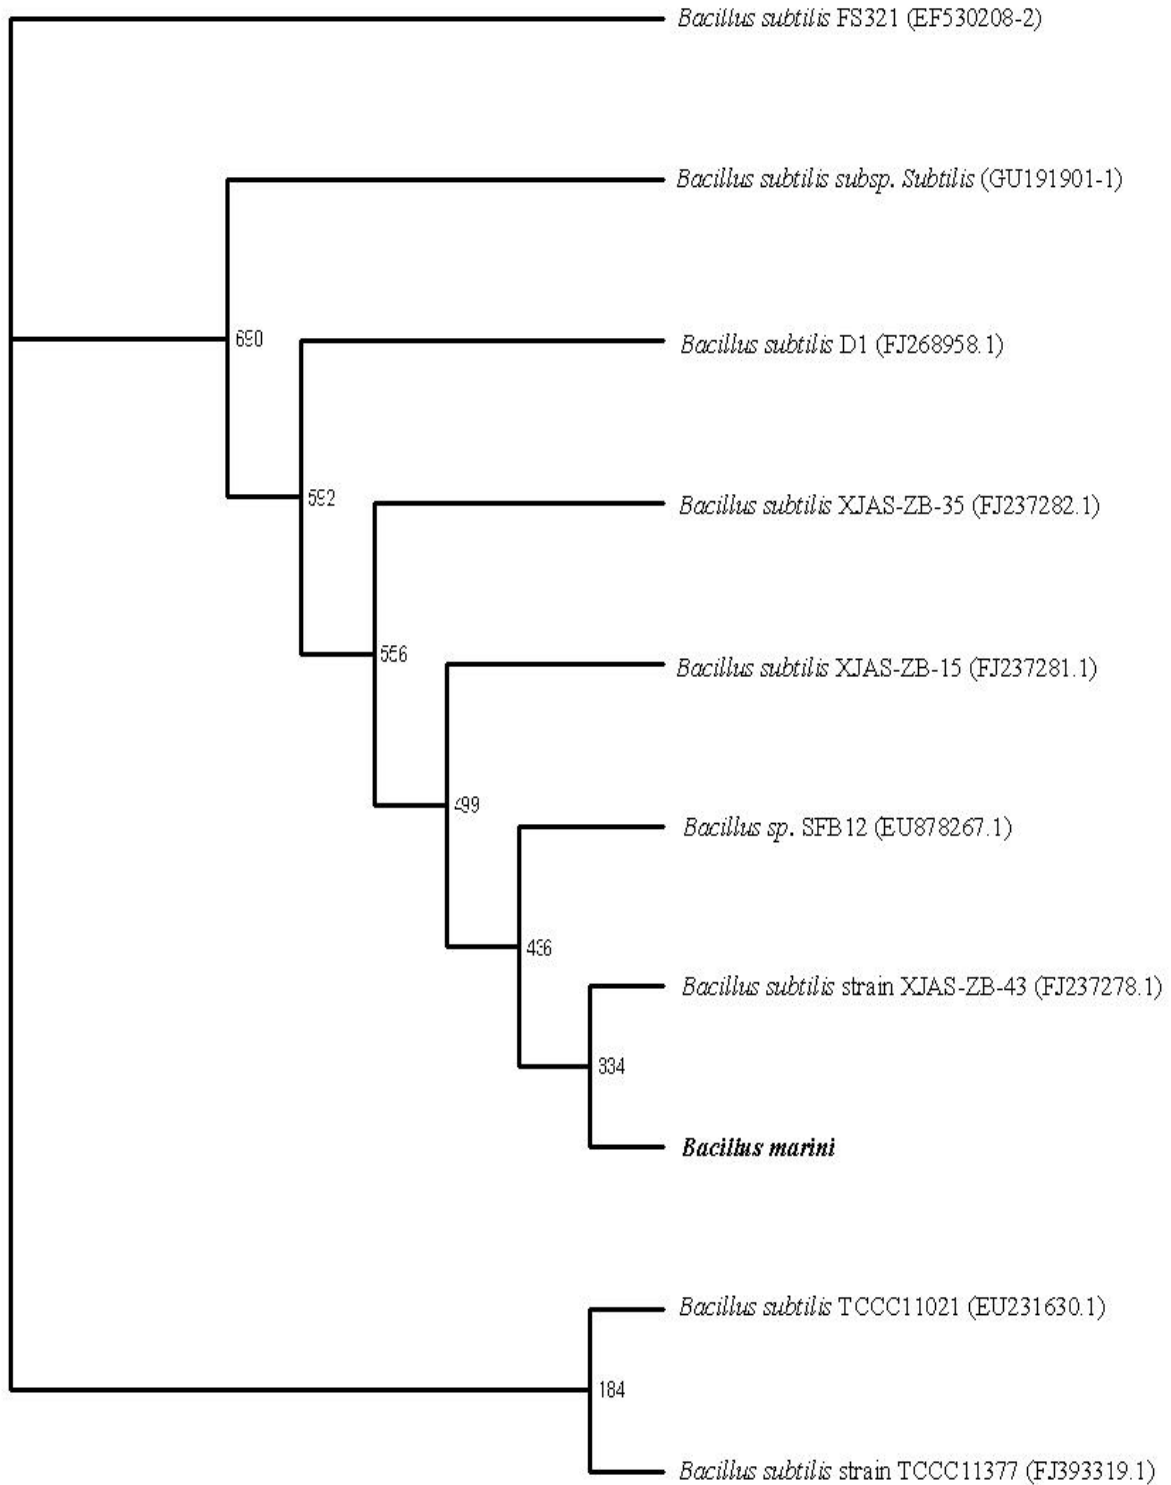 Bacillus subtilis FS321 (EF530208-2)
Bacillus subtilis subsp. Subtilis (GU191901-1)
690
Bacillus subtilis D1 (FJ268958.1)
592
Bacillus subtilis XJAS-ZB-35 (FJ237282.1)
556
Bacillus subtilis XJAS-ZB-15 (FJ237281.1)
499
Bacillus sp. SFB12 (EU878267.1)
436
Bacillus subtilis strain XJAS-ZB-43 (FJ237278.1)
334
Bacillus marini
Bacillus subtilis TCCC11021 (EU231630.1)
184
Bacillus subtilis strain TCCC11377 (FJ393319.1)